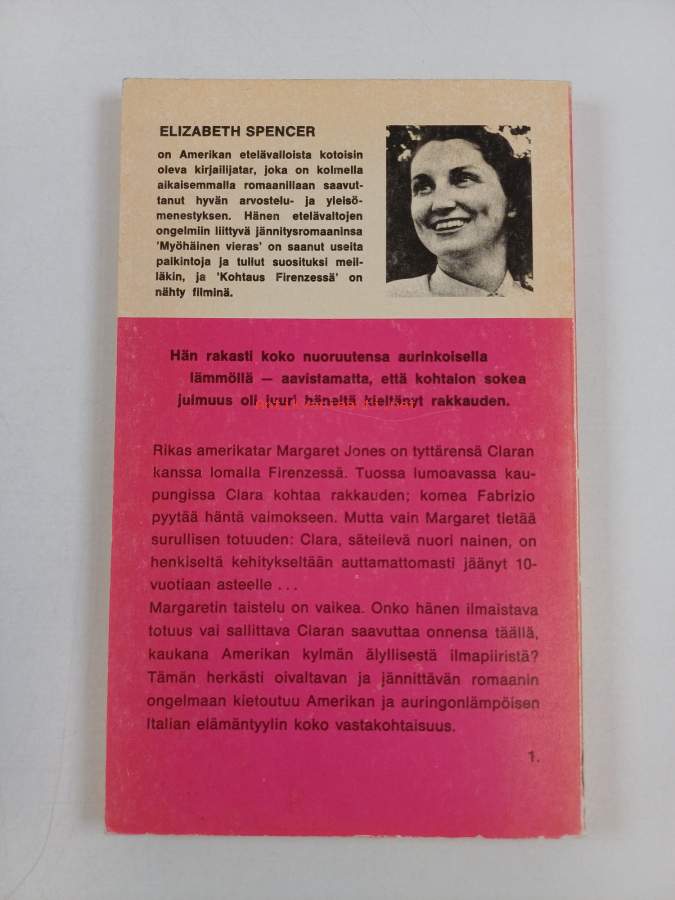 ELIZABETH SPENCER
on Amerikan etelävalloista kotoisin
oleva kirjailijatar, joka on kolmella
aikaisemmalla romaanillaan saavut-
tanut hyvän arvostelu- ja yleisö-
menestyksen. Hänen etelävaltojen
ongelmiin liittyvä jännitysromaaninsa
'Myöhäinen vieras' on saanut useita
palkintoja ja tullut suosituksi meil-
läkin, ja 'Kohtaus Firenzessä' on
nähty filminä.
Hän rakasti koko nuoruutensa aurinkoisella
lämmöllä — aavistamatta, että kohtalon sokea
julmuus oli juuri häneltä kieltänyt rakkauden.
Rikas amerikatar Margaret Jones on tyttärensä Claran
kanssa lomalla Firenzessä. Tuossa lumoavassa kau-
pungissa Clara kohtaa rakkauden; komea Fabrizio
pyytää häntä vaimokseen. Mutta vain Margaret tietää
surullisen totuuden: Clara, säteilevä nuori nainen, on
henkiseltä kehitykseltään auttamattomasti jäänyt 10-
vuotiaan asteelle ...
Margaretin taistelu on vaikea. Onko hänen ilmaistava
totuus vai sallittava Claran saavuttaa onnensa täällä,
kaukana Amerikan kylmän älyllisestä ilmapiiristä?
Tämän herkästi oivaltavan ja jännittävän romaanin
ongelmaan kietoutuu Amerikan ja auringonlämpöisen
Italian elämäntyylin koko vastakohtaisuus.
1.